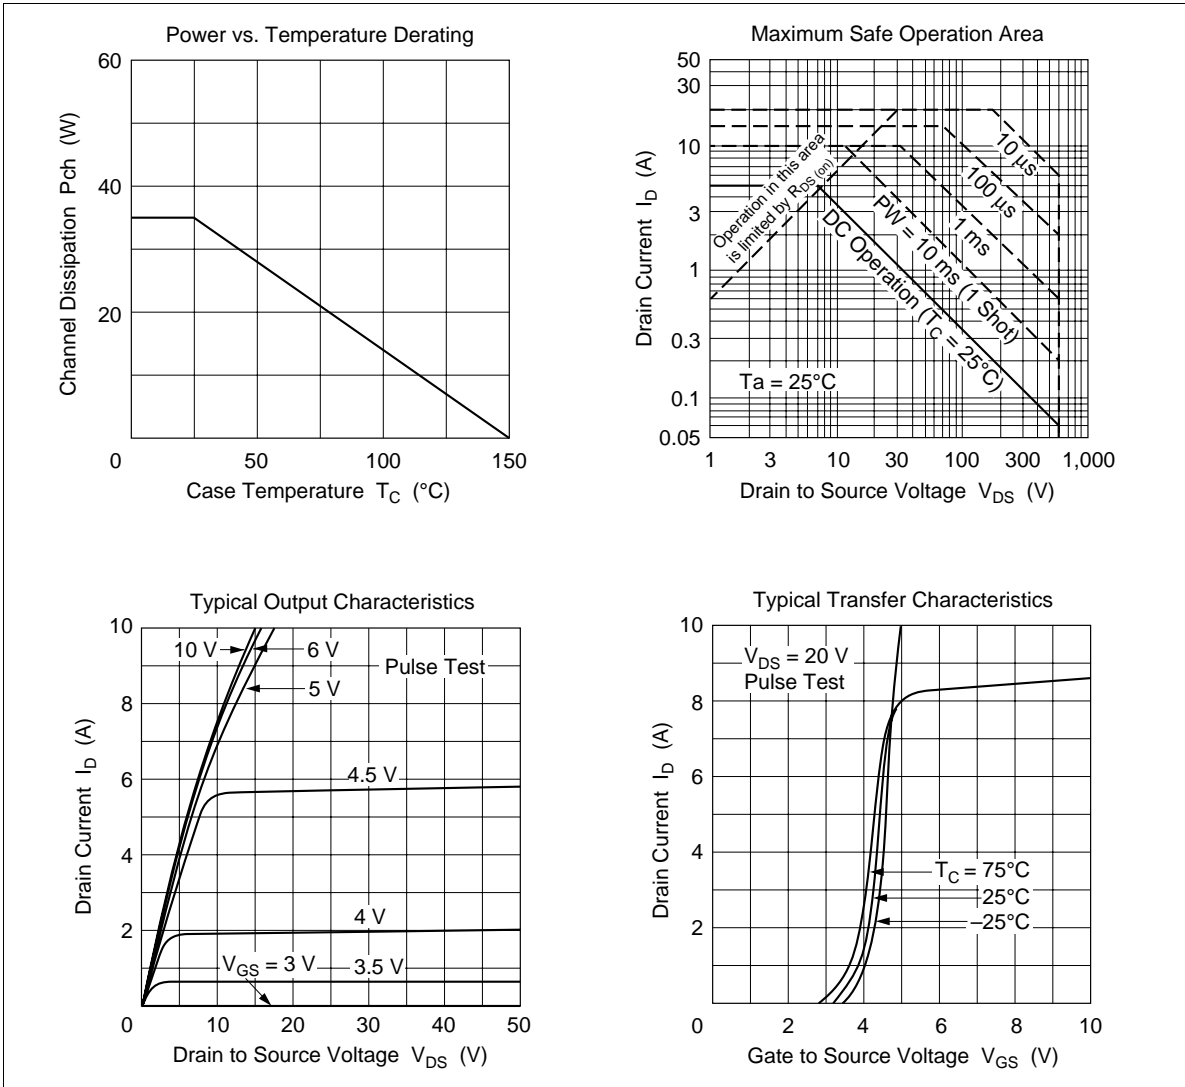 Power vs. Temperature Derating
Channel Dissipation Pch (W)
60
40
20
0
50
100
150
Case Temperature TC (°C)
Maximum Safe Operation Area
Drain Current ID (A)
50
30
10
3
1
0.3
0.1
0.05
Operation in this area
is limited by RDS (on)
10 µs
100 µs
1 ms
PW = 10 ms (1 Shot)
DC Operation (TC = 25°C)
Ta = 25°C
1
3
10
30
100
300
1,000
Drain to Source Voltage VDS (V)
Typical Output Characteristics
Drain Current ID (A)
10
8
6
4
2
10 V
6 V
5 V
Pulse Test
4.5 V
4 V
VGS = 3 V
3.5 V
0
10
20
30
40
50
Drain to Source Voltage VDS (V)
Typical Transfer Characteristics
Drain Current ID (A)
10
8
6
4
2
VDS = 20 V
Pulse Test
TC = 75°C
25°C
–25°C
0
2
4
6
8
10
Gate to Source Voltage VGS (V)